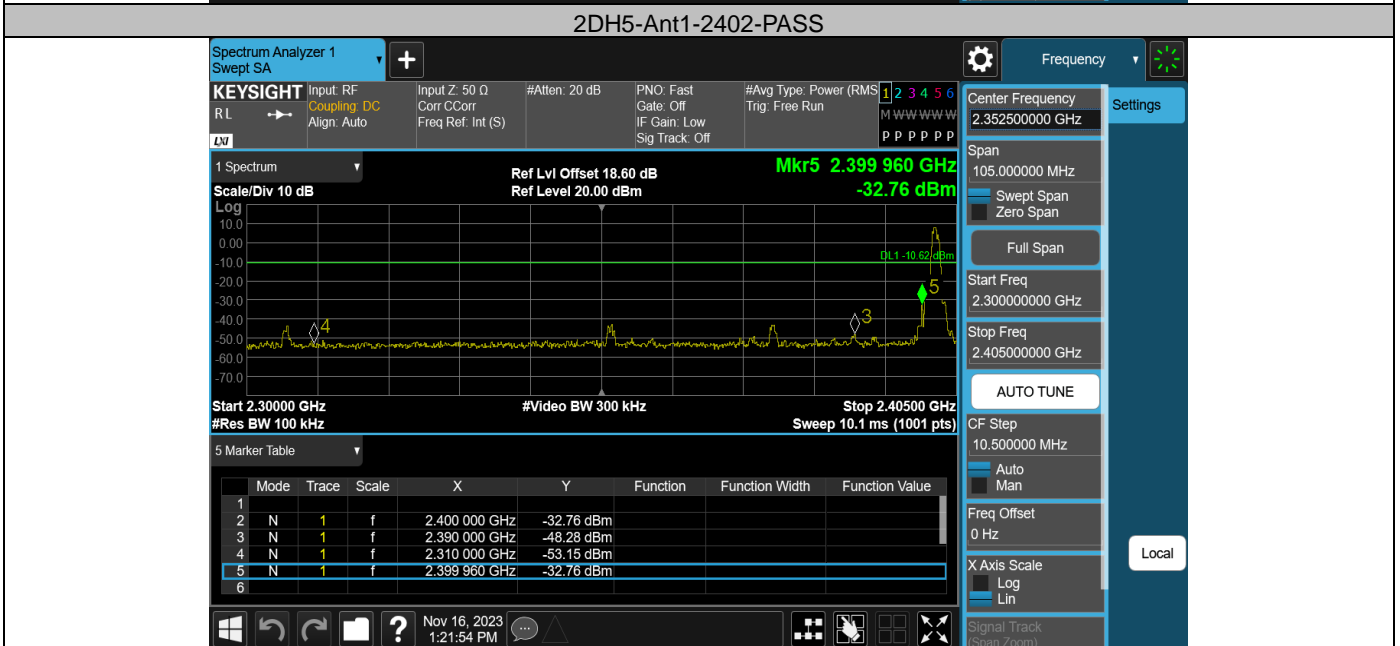 2DH5-Ant1-2402-PASS
Spectrum Analyzer 1
Swept SA
Frequency
KEYSIGHT
RL
LXI
Input: RF
Coupling: DC
Align: Auto
Input Z: 50 Ω
Corr CCorr
Freq Ref: Int (S)
#Atten: 20 dB
PNO: Fast
Gate: Off
IF Gain: Low
Sig Track: Off
#Avg Type: Power (RMS
Trig: Free Run
1 2 3 4 5 6
M W W W W W
P P P P P P
Center Frequency
2.352500000 GHz
Settings
Span
105.000000 MHz
Swept Span
Zero Span
Full Span
Start Freq
2.300000000 GHz
Stop Freq
2.405000000 GHz
AUTO TUNE
CF Step
10.500000 MHz
Auto
Man
Freq Offset
0 Hz
X Axis Scale
Log
Lin
Signal Track
(Span Zoom)
Local
1 Spectrum
Scale/Div 10 dB
Ref Lvl Offset 18.60 dB
Ref Level 20.00 dBm
Mkr5 2.399 960 GHz
-32.76 dBm
Log
10.0
0.00
-10.0
-20.0
-30.0
-40.0
-50.0
-60.0
-70.0
DL1 -10.62 dBm
5
3
4
Start 2.30000 GHz
#Video BW 300 kHz
Stop 2.40500 GHz
#Res BW 100 kHz
Sweep 10.1 ms (1001 pts)
5 Marker Table
Mode Trace Scale X Y Function Function Width Function Value
1
2 N 1 f 2.400 000 GHz -32.76 dBm
3 N 1 f 2.390 000 GHz -48.28 dBm
4 N 1 f 2.310 000 GHz -53.15 dBm
5 N 1 f 2.399 960 GHz -32.76 dBm
6
Nov 16, 2023
1:21:54 PM